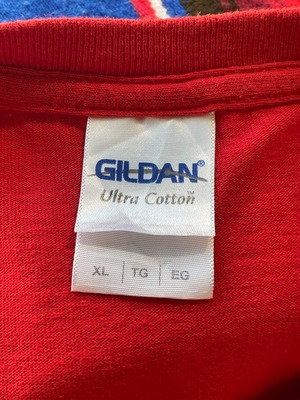 GILDAN®
Ultra Cotton™
XL | TG | EG